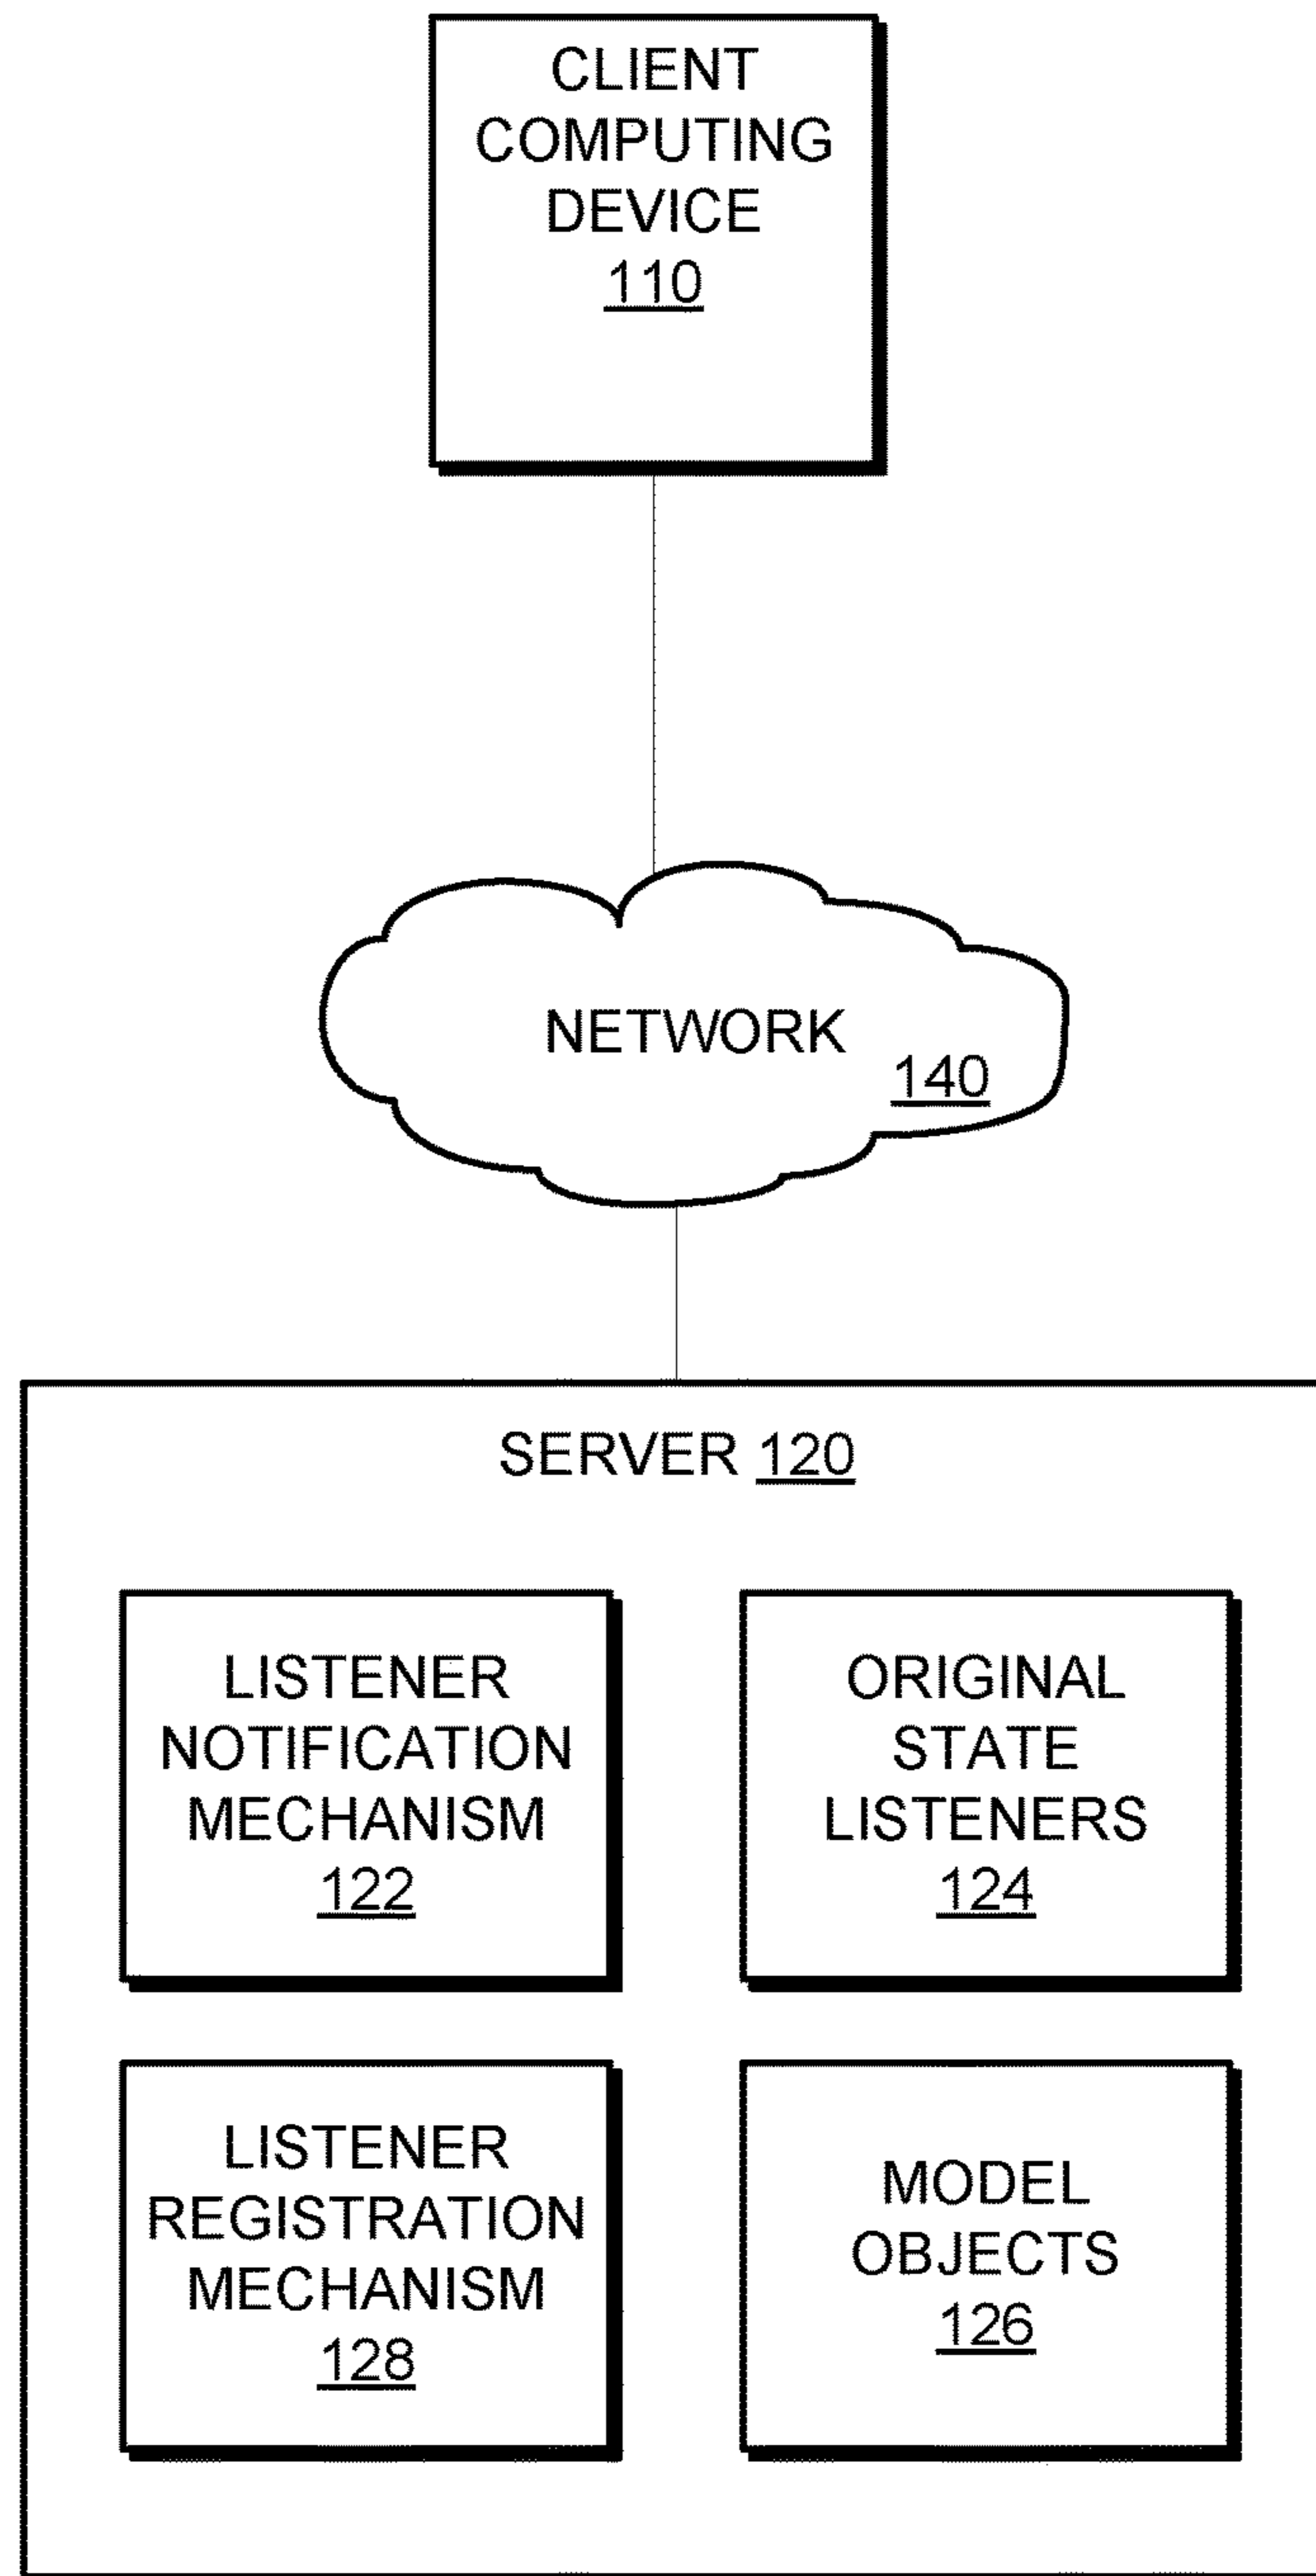 CLIENT
COMPUTING
DEVICE
110
NETWORK
140
SERVER 120
LISTENER
NOTIFICATION
MECHANISM
122
ORIGINAL
STATE
LISTENERS
124
LISTENER
REGISTRATION
MECHANISM
128
MODEL
OBJECTS
126